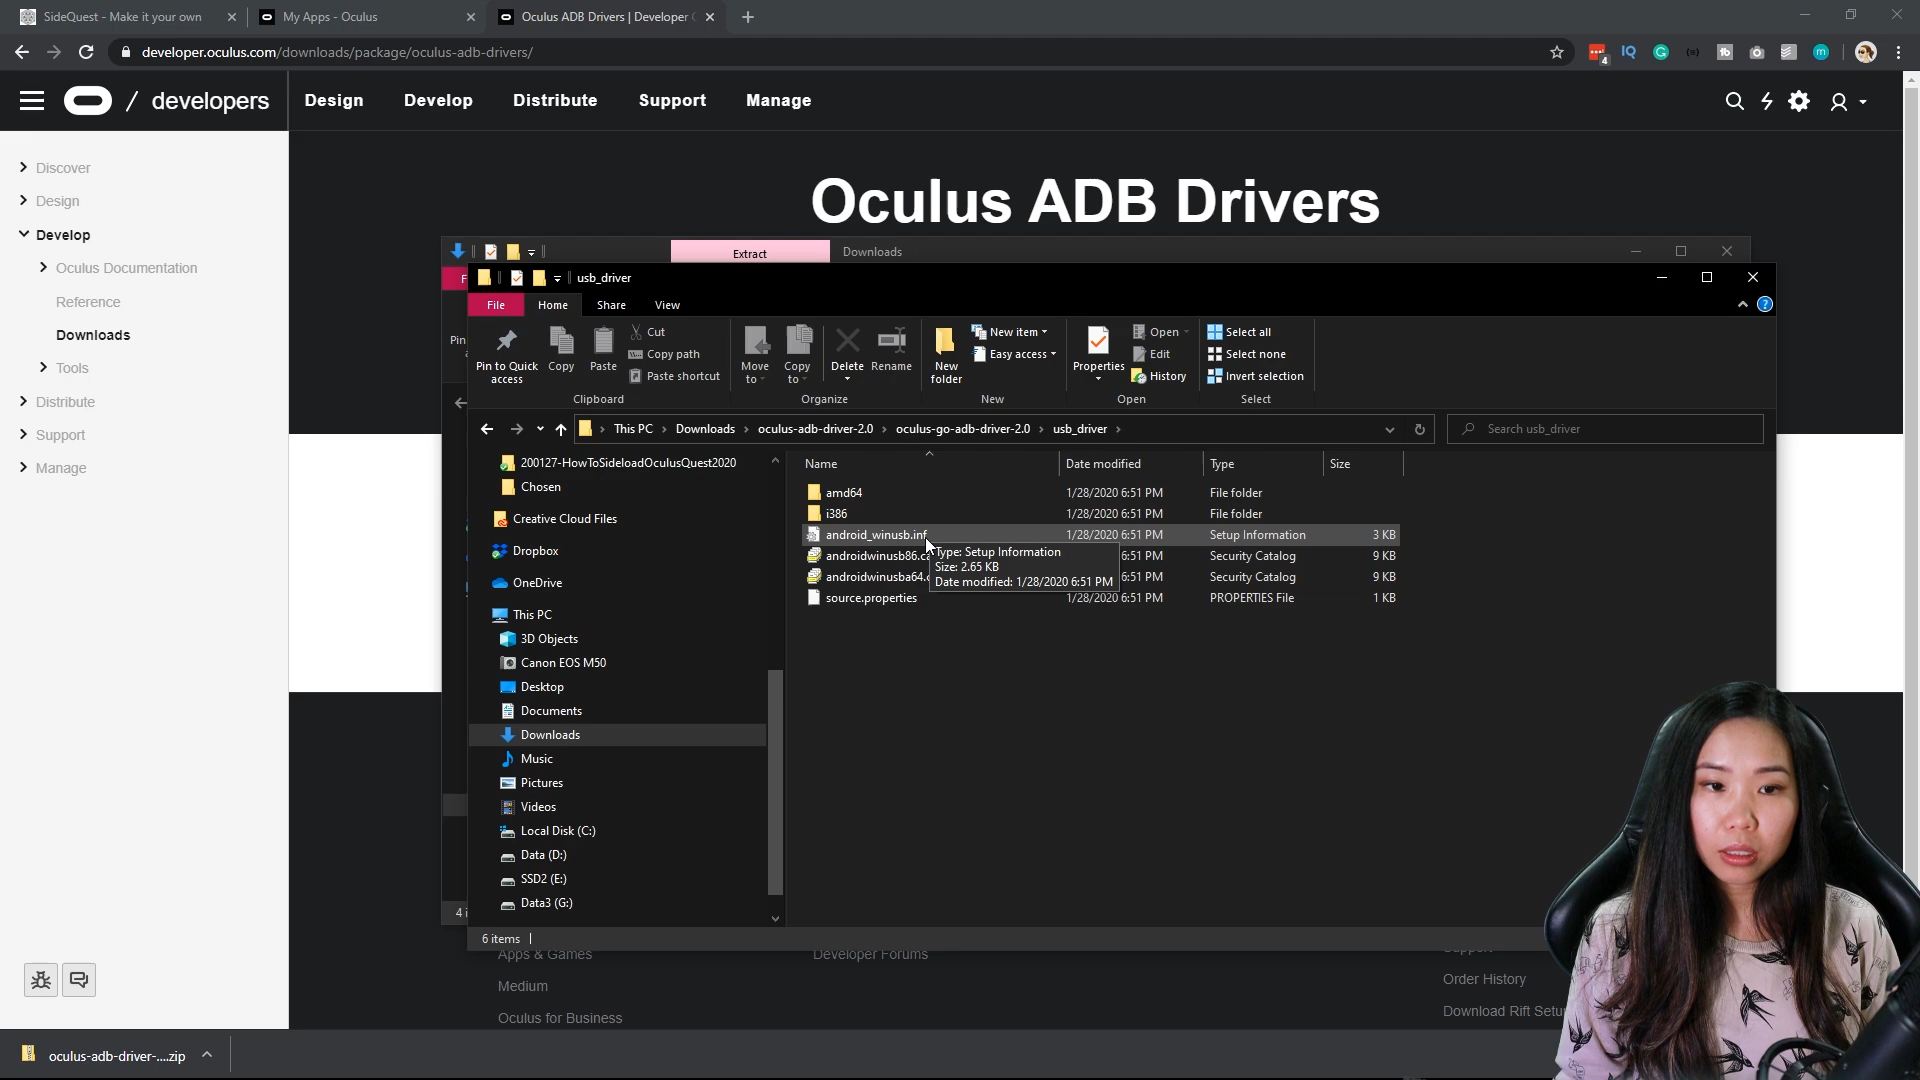 SideQuest - Make it your own
My Apps - Oculus
Oculus ADB Drivers | Developer
developer.oculus.com/downloads/package/oculus-adb-drivers/
4
/ developers
Design
Develop
Distribute
Support
Manage
Discover
Design
Develop
Oculus Documentation
Reference
Downloads
Tools
Distribute
Support
Manage
Oculus ADB Drivers
Extract
Downloads
usb_driver
File
Home
Share
View
Pin to Quick access
Copy
Paste
Cut
Copy path
Paste shortcut
Clipboard
Move to
Copy to
Delete
Rename
Organize
New folder
New item
Easy access
New
Properties
Open
Edit
History
Open
Select all
Select none
Invert selection
Select
This PC > Downloads > oculus-adb-driver-2.0 > oculus-go-adb-driver-2.0 > usb_driver >
Search usb_driver
200127-HowToSideloadOculusQuest2020
Chosen
Creative Cloud Files
Dropbox
OneDrive
This PC
3D Objects
Canon EOS M50
Desktop
Documents
Downloads
Music
Pictures
Videos
Local Disk (C:)
Data (D:)
SSD2 (E:)
Data3 (G:)
Name Date modified Type Size
amd64 1/28/2020 6:51 PM File folder
i386 1/28/2020 6:51 PM File folder
android_winusb.inf 1/28/2020 6:51 PM Setup Information 3 KB
androidwinusb86.ca 6:51 PM Security Catalog 9 KB
androidwinusba64.c 6:51 PM Security Catalog 9 KB
source.properties 1/28/2020 6:51 PM PROPERTIES File 1 KB
Type: Setup Information
Size: 2.65 KB
Date modified: 1/28/2020 6:51 PM
6 items
Apps & Games
Medium
Oculus for Business
Developer Forums
Order History
Download Rift Setu
oculus-adb-driver-....zip